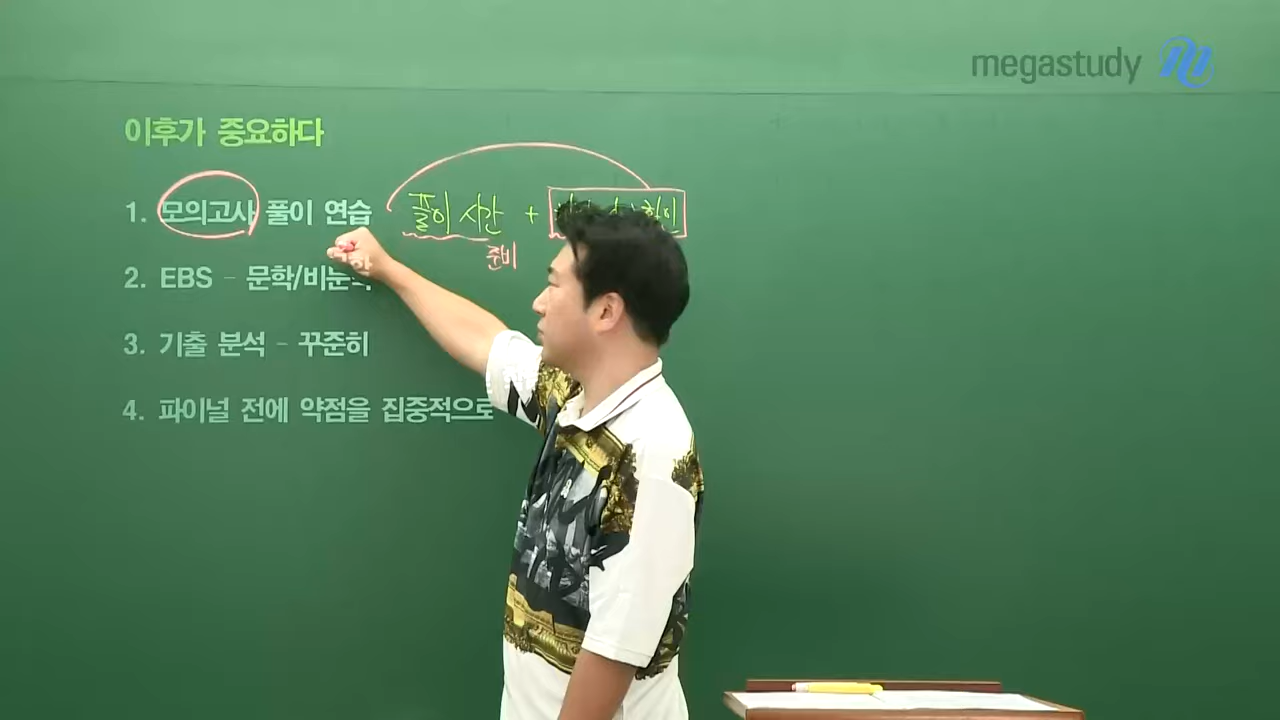 megastudy
이후가 중요하다
1. 모의고사 풀이 연습 풀이 시간 +
준비
2. EBS - 문학/비문학
3. 기출 분석 - 꾸준히
4. 파이널 전에 약점을 집중적으로